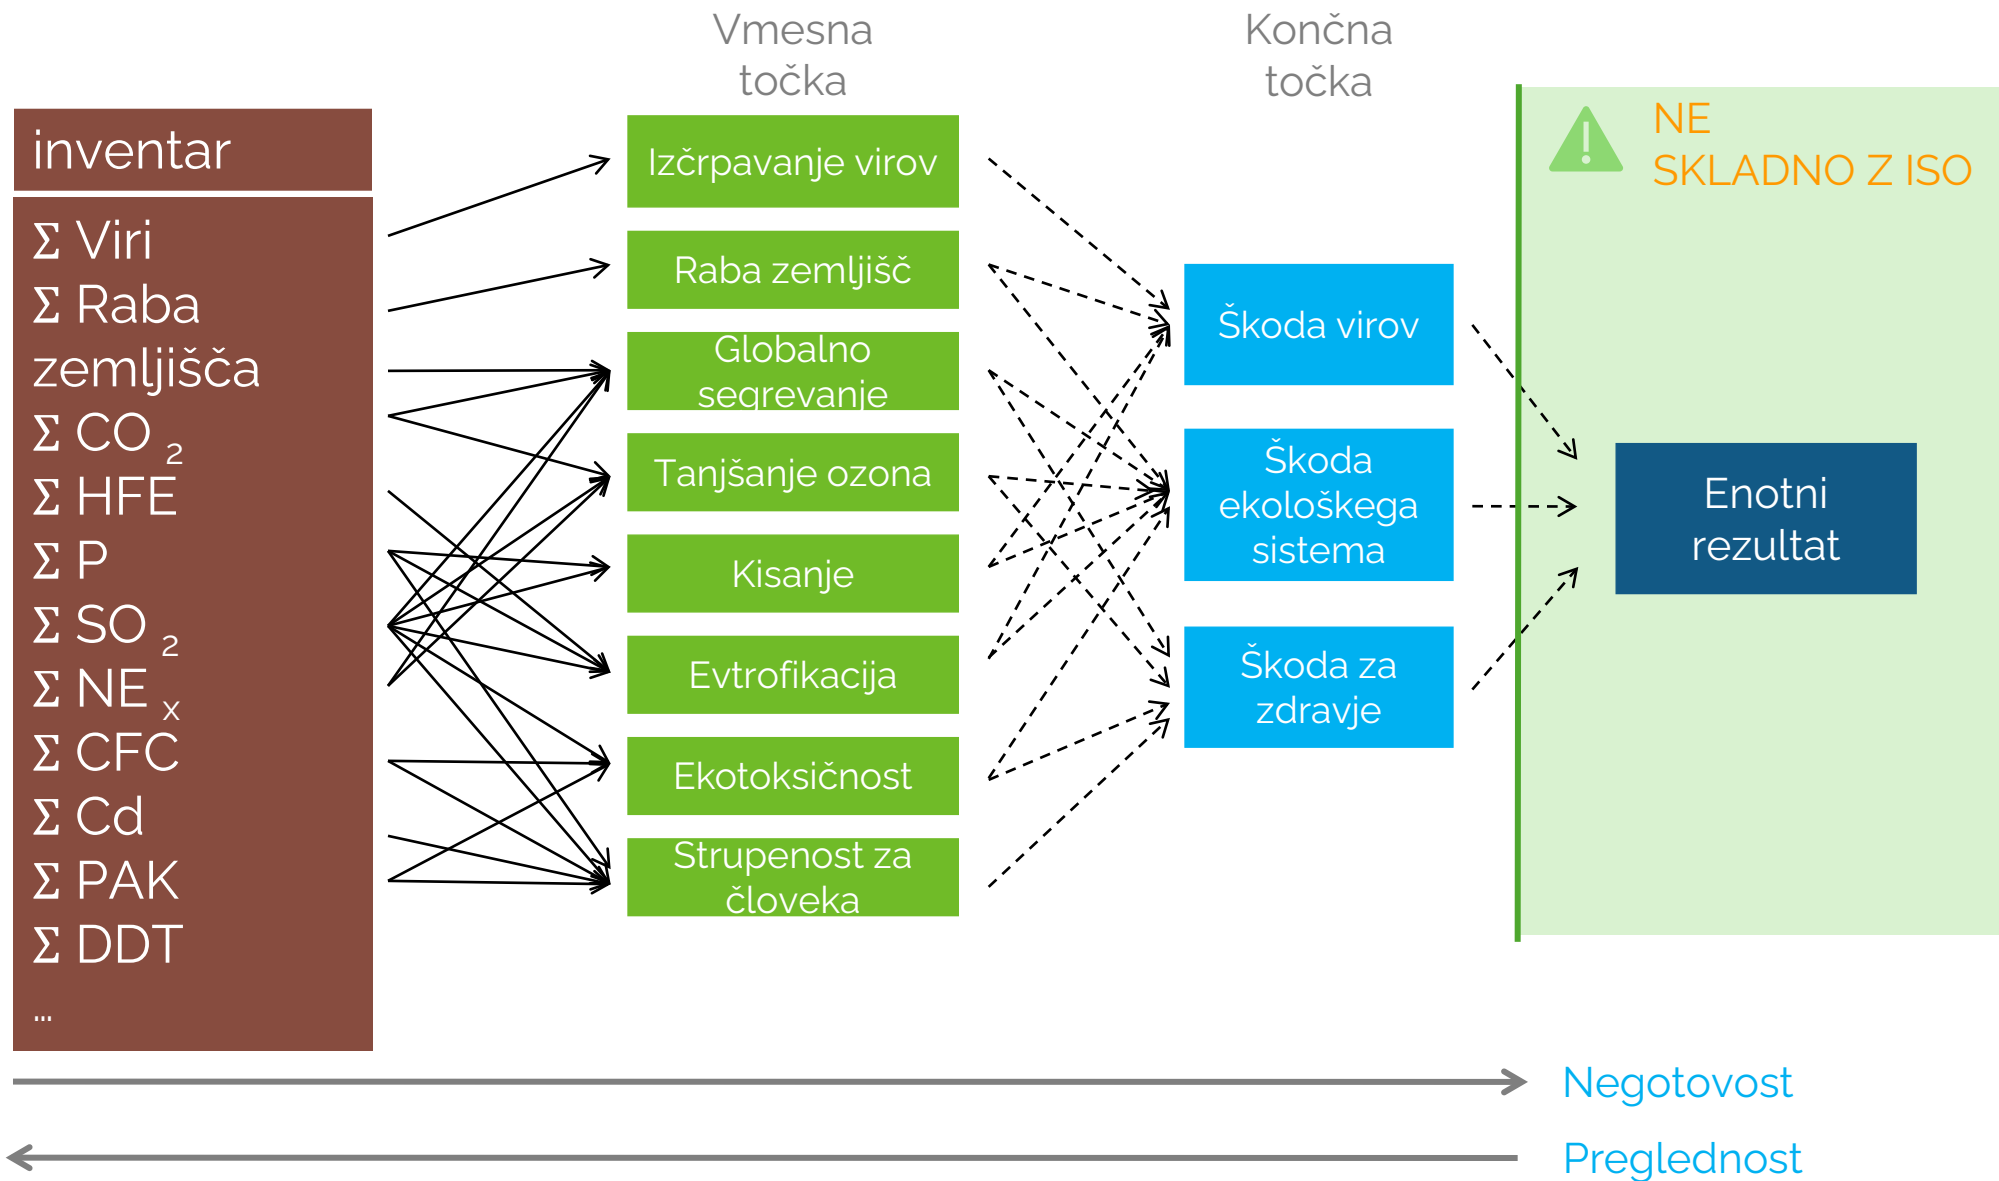 Vmesna
točka
Končna
točka
inventar
Σ Viri
Σ Raba
zemljišča
Σ CO 2
Σ HFE
Σ P
Σ SO 2
Σ NE x
Σ CFC
Σ Cd
Σ PAK
Σ DDT
...
Izčrpavanje virov
Raba zemljišč
Globalno
segrevanje
Tanjšanje ozona
Kisanje
Evtrofikacija
Ekotoksičnost
Strupenost za
človeka
Škoda virov
Škoda
ekološkega
sistema
Škoda za
zdravje
NE
SKLADNO Z ISO
Enotni
rezultat
Negotovost
Preglednost